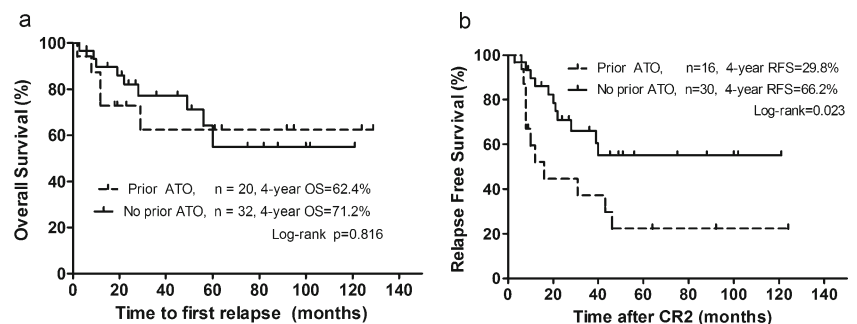 a
100
80
60
40
20
0
Overall Survival (%)
Prior ATO, n = 20, 4-year OS=62.4%
No prior ATO, n = 32, 4-year OS=71.2%
Log-rank p=0.816
0 20 40 60 80 100 120 140
Time to first relapse (months)
b
100
80
60
40
20
0
Relapse Free Survival (%)
Prior ATO, n=16, 4-year RFS=29.8%
No prior ATO, n=30, 4-year RFS=66.2%
Log-rank=0.023
0 20 40 60 80 100 120 140
Time after CR2 (months)